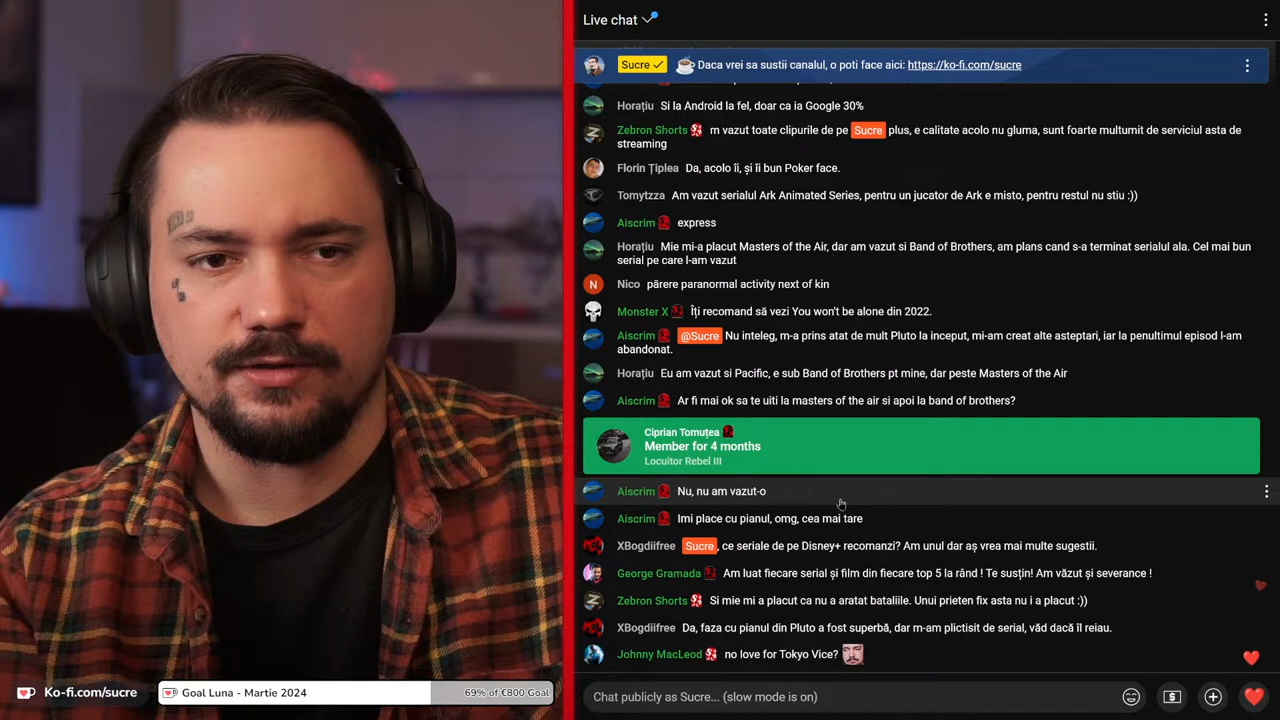 Live chat
Sucre Daca vrei sa sustii canalul, o poti face aici: https://ko-fi.com/sucre
Horațiu Si la Android la fel, doar ca ia Google 30%
Zebron Shorts m vazut toate clipurile de pe Sucre plus, e calitate acolo nu gluma, sunt foarte multumit de serviciul asta de
streaming
Florin Țiplea Da, acolo îi, și îi bun Poker face.
Tomytzza Am vazut serialul Ark Animated Series, pentru un jucator de Ark e misto, pentru restul nu stiu :))
Aiscrim express
Horațiu Mie mi-a placut Masters of the Air, dar am vazut si Band of Brothers, am plans cand s-a terminat serialul ala. Cel mai bun
serial pe care l-am vazut
N Nico părere paranormal activity next of kin
Monster X Îți recomand să vezi You won't be alone din 2022.
Aiscrim @Sucre Nu inteleg, m-a prins atat de mult Pluto la inceput, mi-am creat alte asteptari, iar la penultimul episod l-am
abandonat.
Horațiu Eu am vazut si Pacific, e sub Band of Brothers pt mine, dar peste Masters of the Air
Aiscrim Ar fi mai ok sa te uiti la masters of the air si apoi la band of brothers?
Ciprian Tomuțea
Member for 4 months
Locuitor Rebel III
Aiscrim Nu, nu am vazut-o
Aiscrim Imi place cu pianul, omg, cea mai tare
XBogdiifree Sucre, ce seriale de pe Disney+ recomanzi? Am unul dar aș vrea mai multe sugestii.
George Gramada Am luat fiecare serial și film din fiecare top 5 la rând ! Te susțin! Am văzut și severance !
Zebron Shorts Si mie mi a placut ca nu a aratat bataliile. Unui prieten fix asta nu i a placut :))
XBogdiifree Da, faza cu pianul din Pluto a fost superbă, dar m-am plictisit de serial, văd dacă îl reiau.
Johnny MacLeod no love for Tokyo Vice?
Chat publicly as Sucre... (slow mode is on)
Ko-fi.com/sucre
Goal Luna - Martie 2024
69% of €800 Goal